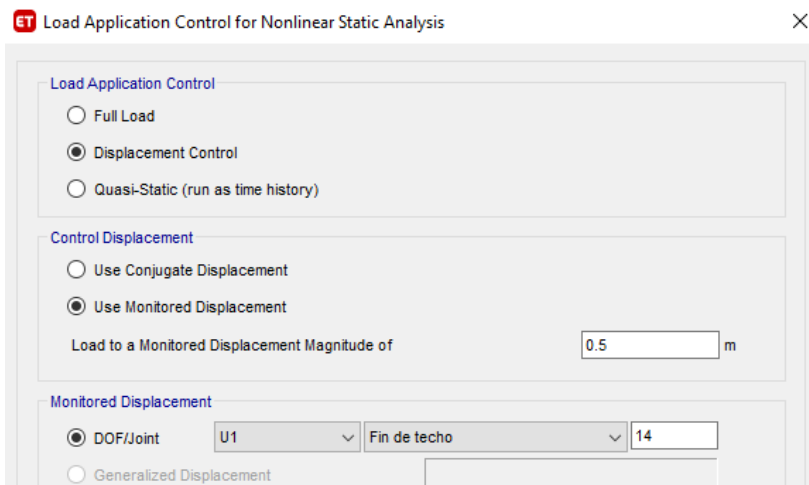 ET Load Application Control for Nonlinear Static Analysis
Load Application Control
Full Load
Displacement Control
Quasi-Static (run as time history)
Control Displacement
Use Conjugate Displacement
Use Monitored Displacement
Load to a Monitored Displacement Magnitude of 0.5 m
Monitored Displacement
DOF/Joint U1 Fin de techo 14
Generalized Displacement